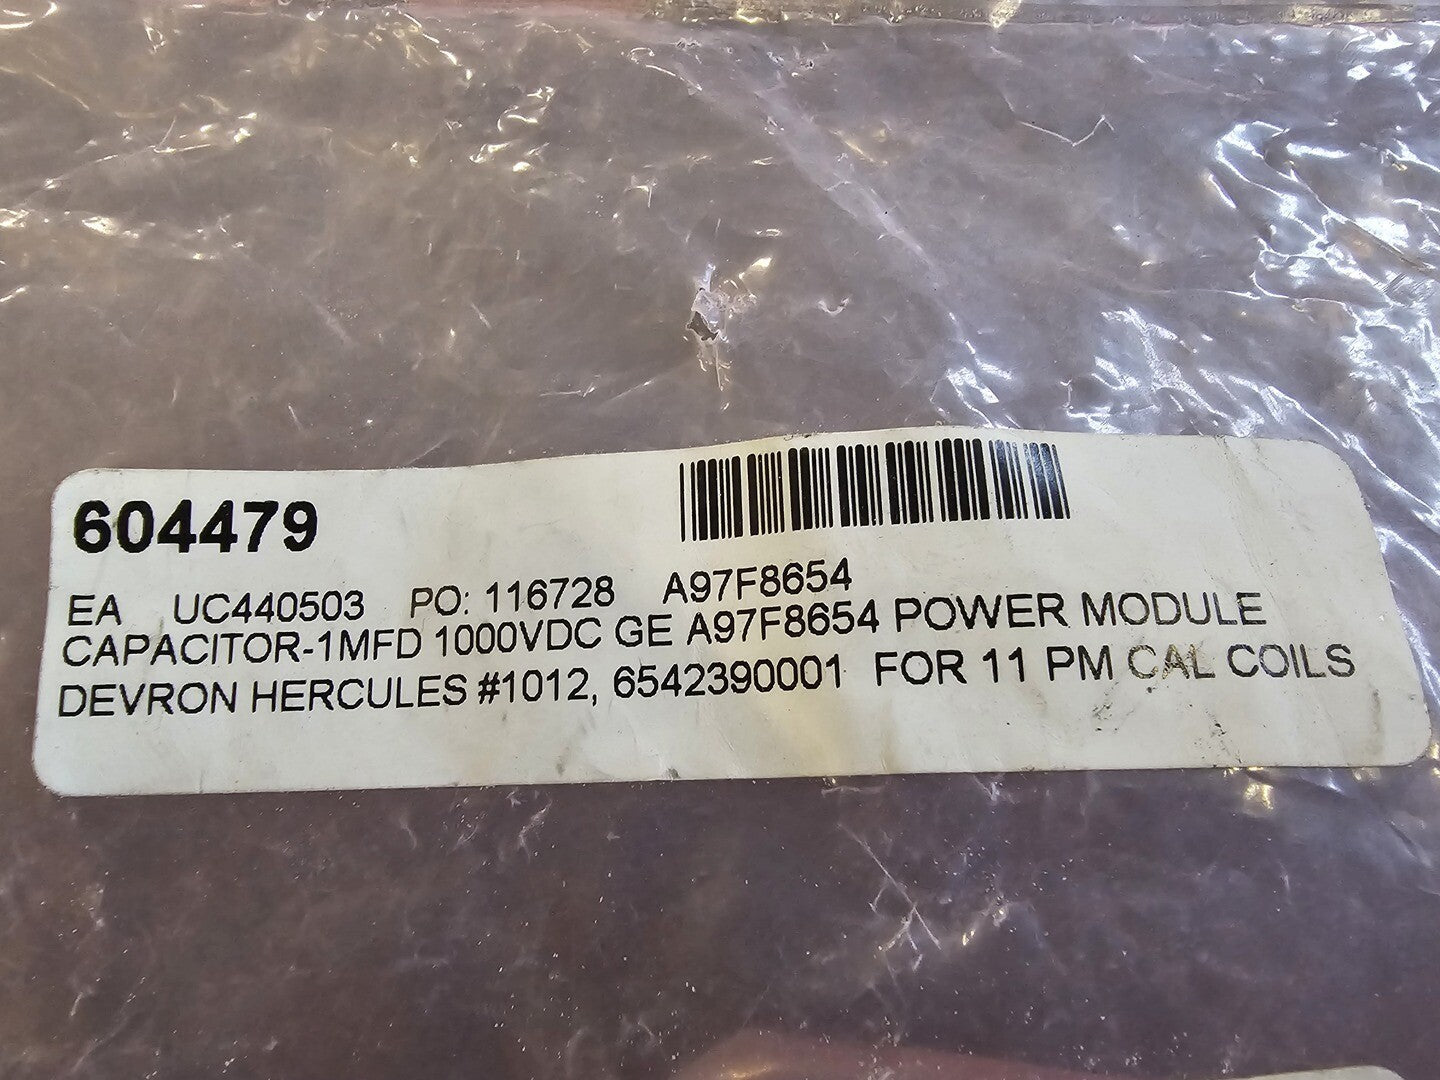 604479
EA UC440503 PO: 116728 A97F8654
CAPACITOR-1MFD 1000VDC GE A97F8654 POWER MODULE
DEVRON HERCULES #1012, 6542390001 FOR 11 PM CAL COILS